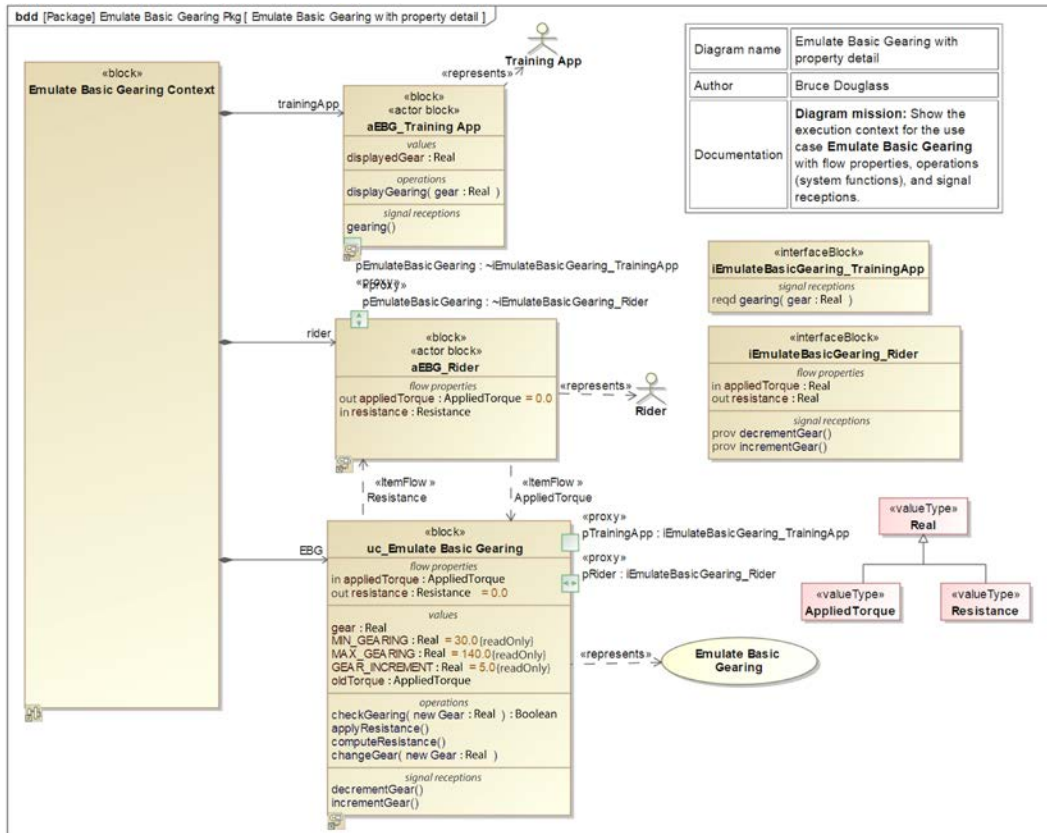 bdd [Package] Emulate Basic Gearing Pkg [ Emulate Basic Gearing with property detail ]
«block»
Emulate Basic Gearing Context
trainingApp
rider
EBG
Training App
«represents»
«block»
«actor block»
aEBG_Training App
values
displayedGear : Real
operations
displayGearing( gear : Real )
signal receptions
gearing()
pEmulateBasicGearing : ~iEmulateBasicGearing_TrainingApp
«proxy»
«proxy»
pEmulateBasicGearing : ~iEmulateBasicGearing_Rider
«block»
«actor block»
aEBG_Rider
flow properties
out appliedTorque : AppliedTorque = 0.0
in resistance : Resistance
«represents»
Rider
«ItemFlow »
Resistance
«ItemFlow »
AppliedTorque
«block»
uc_Emulate Basic Gearing
flow properties
in appliedTorque : AppliedTorque
out resistance : Resistance = 0.0
values
gear : Real
MIN_GEARING : Real = 30.0{readOnly}
MAX_GEARING : Real = 140.0{readOnly}
GEAR_INCREMENT : Real = 5.0{readOnly}
oldTorque : AppliedTorque
operations
checkGearing( new Gear : Real ) : Boolean
applyResistance()
computeResistance()
changeGear( new Gear : Real )
signal receptions
decrementGear()
incrementGear()
«proxy»
pTrainingApp : iEmulateBasicGearing_TrainingApp
«proxy»
pRider : iEmulateBasicGearing_Rider
«represents»
Emulate Basic
Gearing
Diagram name
Emulate Basic Gearing with
property detail
Author
Bruce Douglass
Documentation
Diagram mission: Show the
execution context for the use
case Emulate Basic Gearing
with flow properties, operations
(system functions), and signal
receptions.
«interfaceBlock»
iEmulateBasicGearing_TrainingApp
signal receptions
reqd gearing( gear : Real )
«interfaceBlock»
iEmulateBasicGearing_Rider
flow properties
in appliedTorque : Real
out resistance : Real
signal receptions
prov decrementGear()
prov incrementGear()
«valueType»
Real
«valueType»
AppliedTorque
«valueType»
Resistance